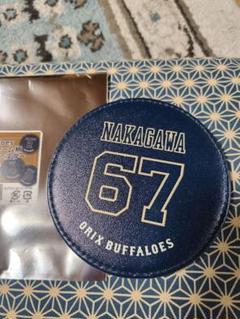 NAKAGAWA
67
ORIX BUFFALOES